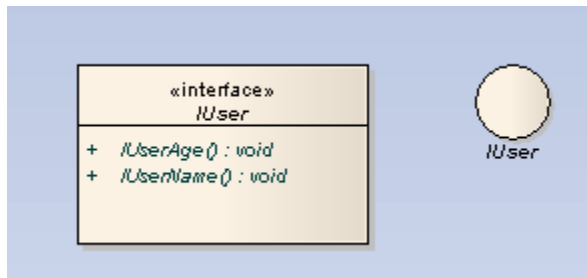 «interface»
IUser
+ IUserAge() : void
+ IUserName() : void
IUser